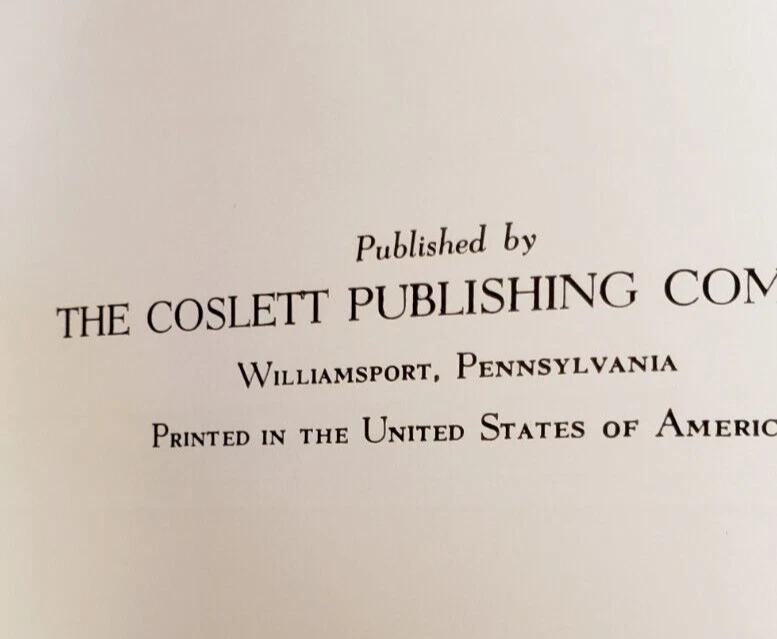 Published by
THE COSLETT PUBLISHING COM
WILLIAMSPORT, PENNSYLVANIA
PRINTED IN THE UNITED STATES OF AMERIC